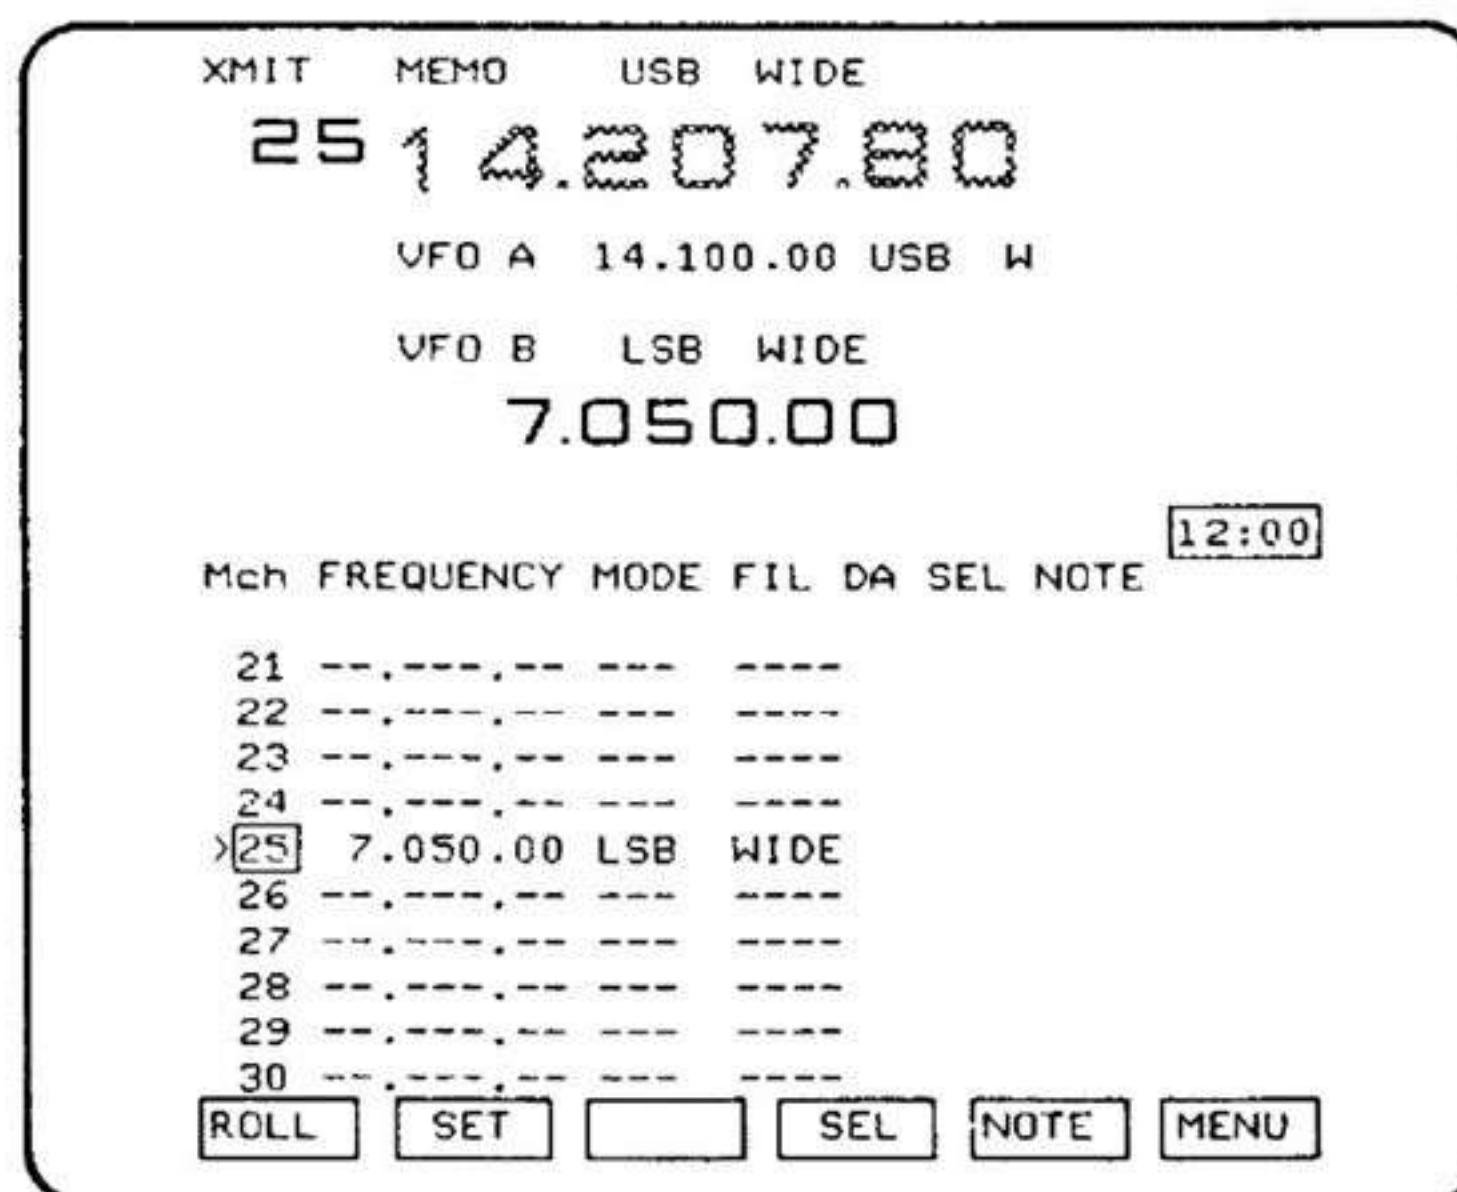 XMIT MEMO USB WIDE
25 14.207.80
VFO A 14.100.00 USB W
VFO B LSB WIDE
7.050.00
12:00
Mch FREQUENCY MODE FIL DA SEL NOTE
21 --.---.-- --- ----
22 --.---.-- --- ----
23 --.---.-- --- ----
24 --.---.-- --- ----
>25 7.050.00 LSB WIDE
26 --.---.-- --- ----
27 --.---.-- --- ----
28 --.---.-- --- ----
29 --.---.-- --- ----
30 --.---.-- --- ----
ROLL SET SEL NOTE MENU